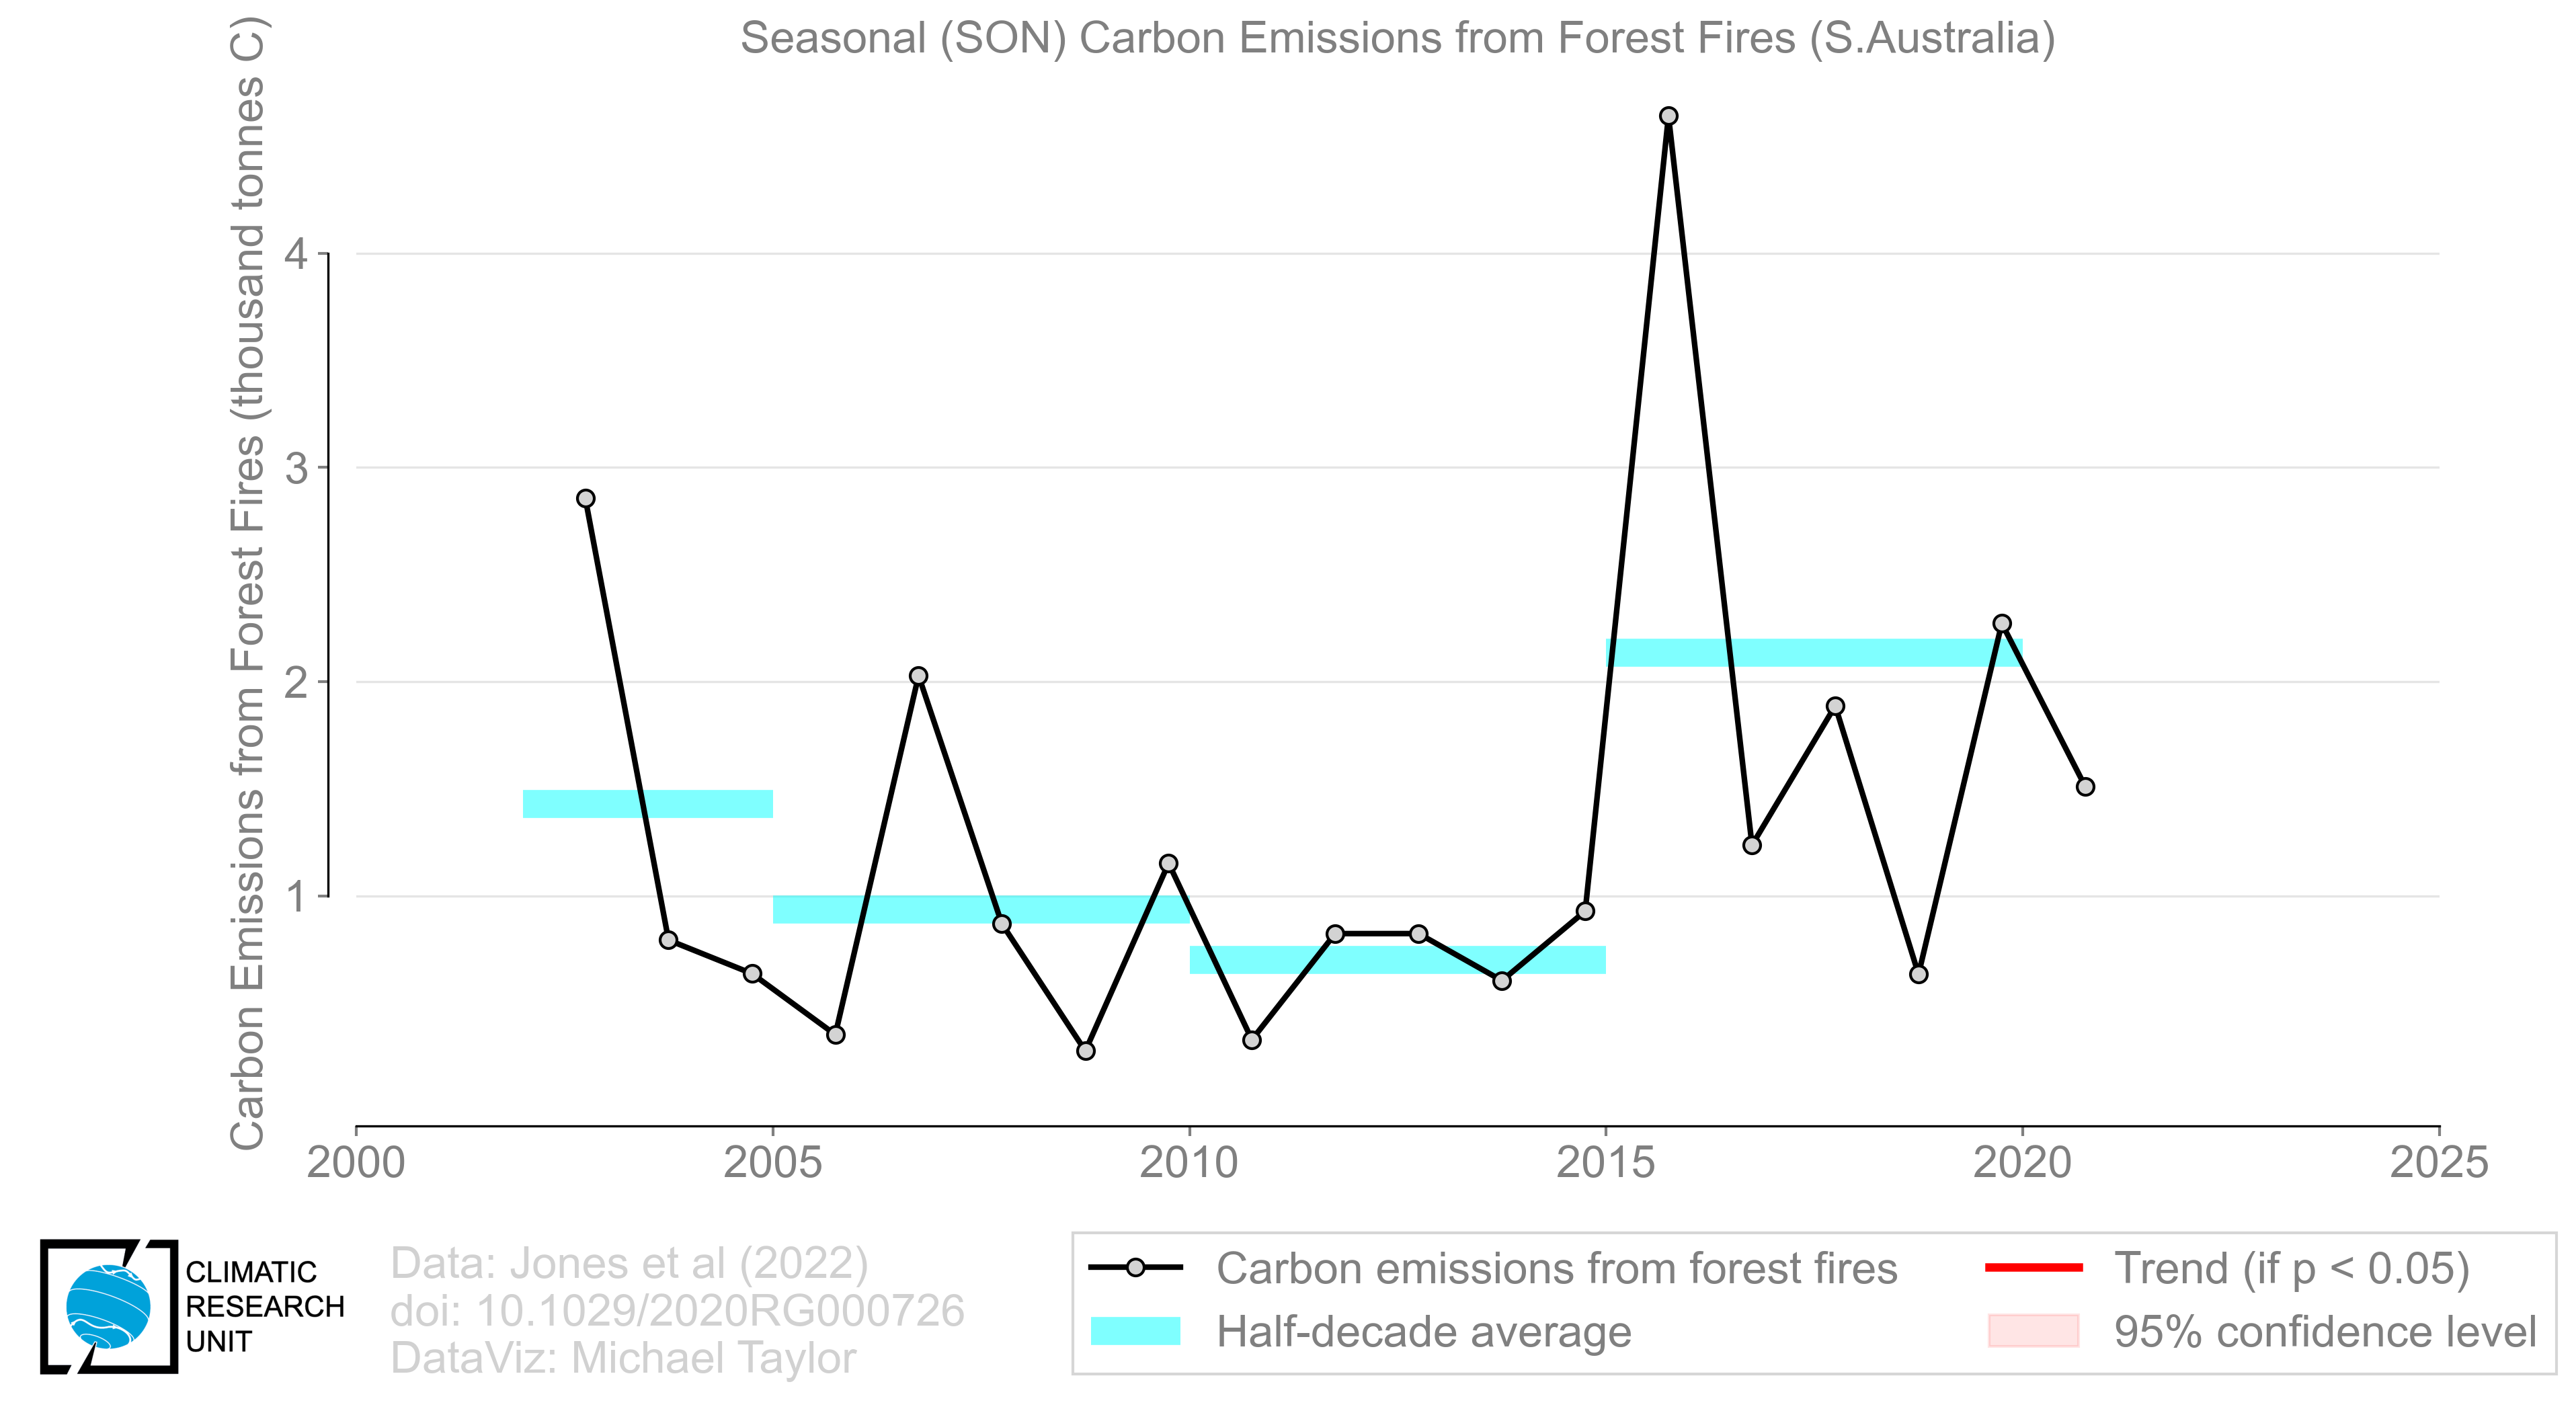 Seasonal (SON) Carbon Emissions from Forest Fires (S.Australia)
Carbon Emissions from Forest Fires (thousand tonnes C)
4
3
2
1
2000 2005 2010 2015 2020 2025
CLIMATIC
RESEARCH
UNIT
Data: Jones et al (2022)
doi: 10.1029/2020RG000726
DataViz: Michael Taylor
Carbon emissions from forest fires
Half-decade average
Trend (if p < 0.05)
95% confidence level